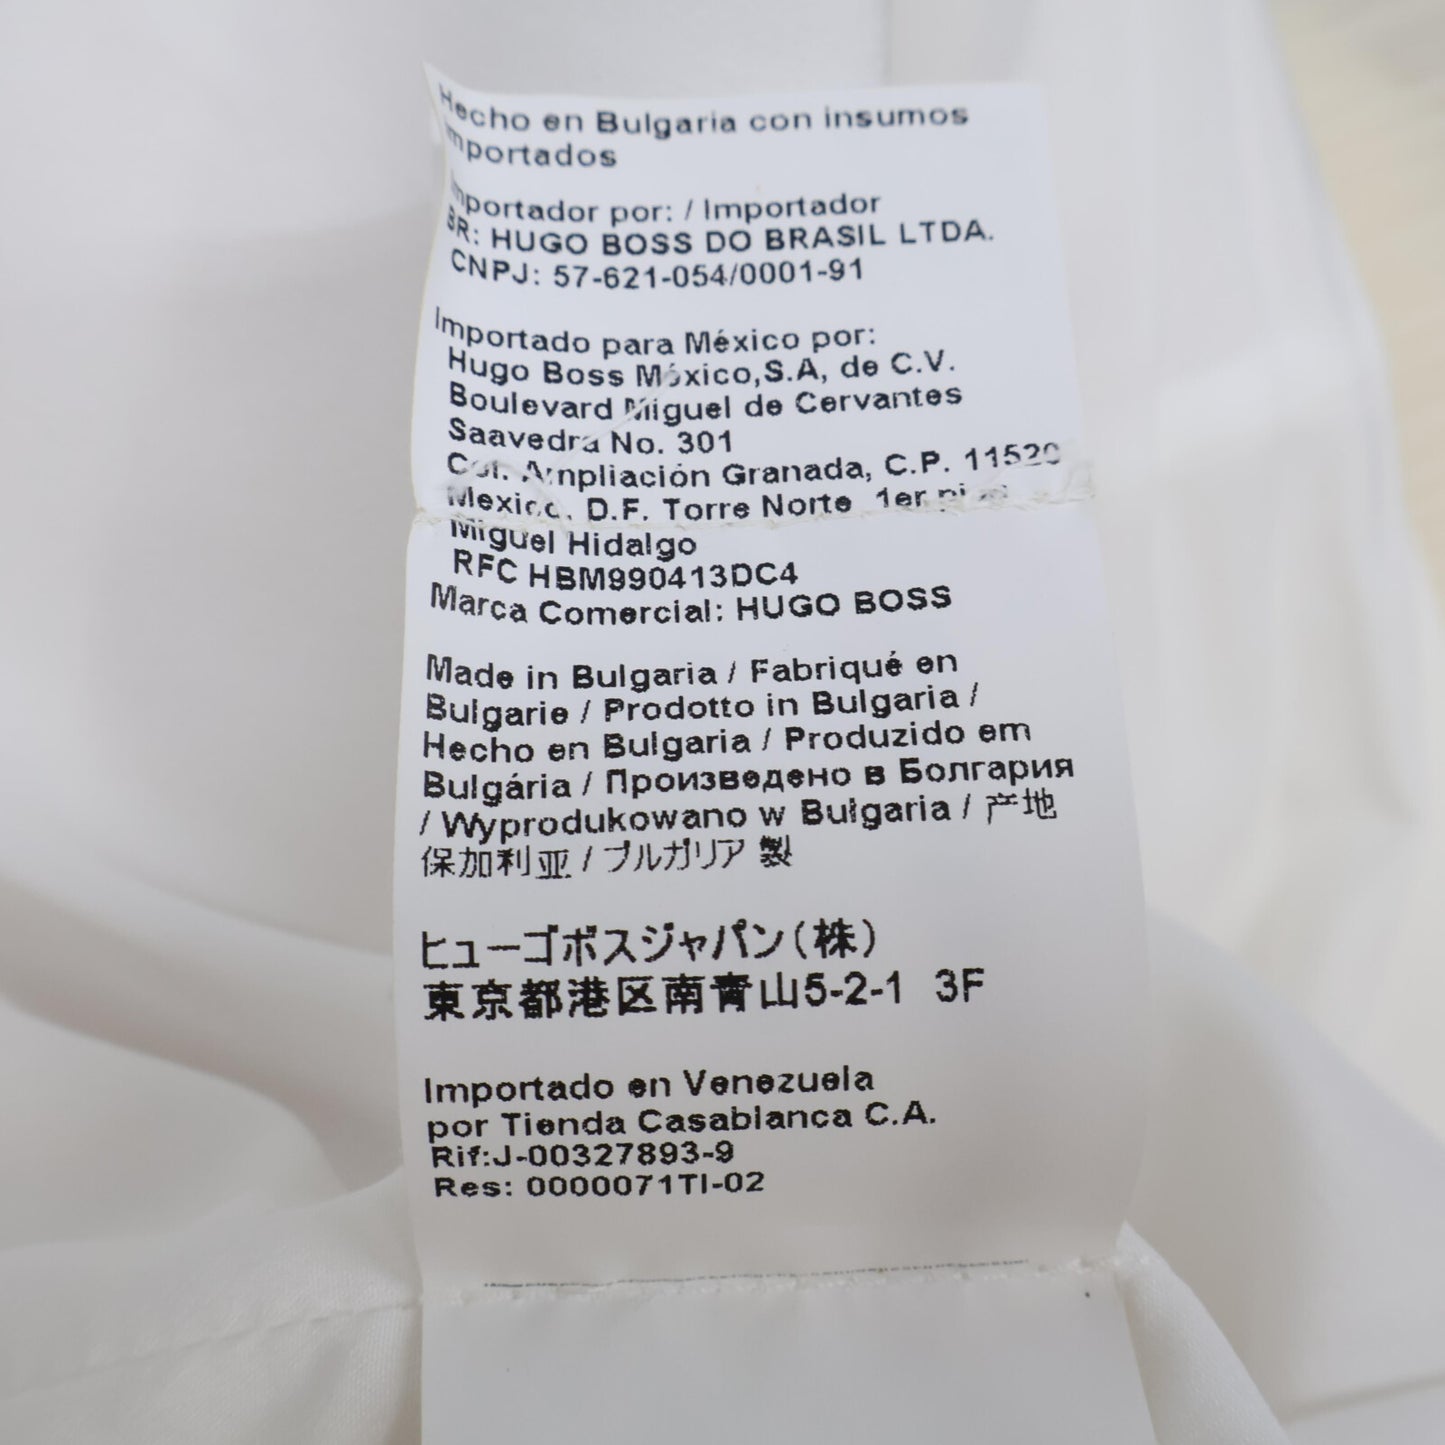 Hecho en Bulgaria con insumos
importados
Importador por: / Importador
BR: HUGO BOSS DO BRASIL LTDA.
CNPJ: 57-621-054/0001-91
Importado para México por:
Hugo Boss México,S.A, de C.V.
Boulevard Miguel de Cervantes
Saavedra No. 301
Col. Ampliación Granada, C.P. 11520
Mexico, D.F. Torre Norte 1er piso
Miguel Hidalgo
RFC HBM990413DC4
Marca Comercial: HUGO BOSS
Made in Bulgaria / Fabriqué en
Bulgarie / Prodotto in Bulgaria /
Hecho en Bulgaria / Produzido em
Bulgária / Произведено в Болгария
/ Wyprodukowano w Bułgaria / 产地
保加利亚 / ブルガリア 製
ヒューゴボスジャパン(株)
東京都港区南青山5-2-1 3F
Importado en Venezuela
por Tienda Casablanca C.A.
Rif:J-00327893-9
Res: 0000071TI-02